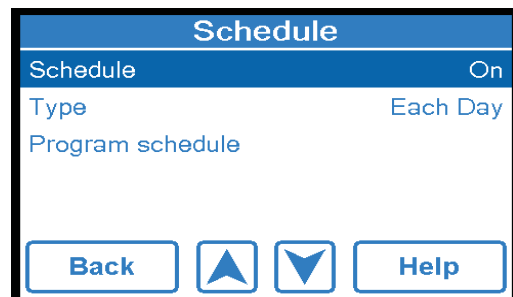 Schedule
Schedule On
Type Each Day
Program schedule
Back Help